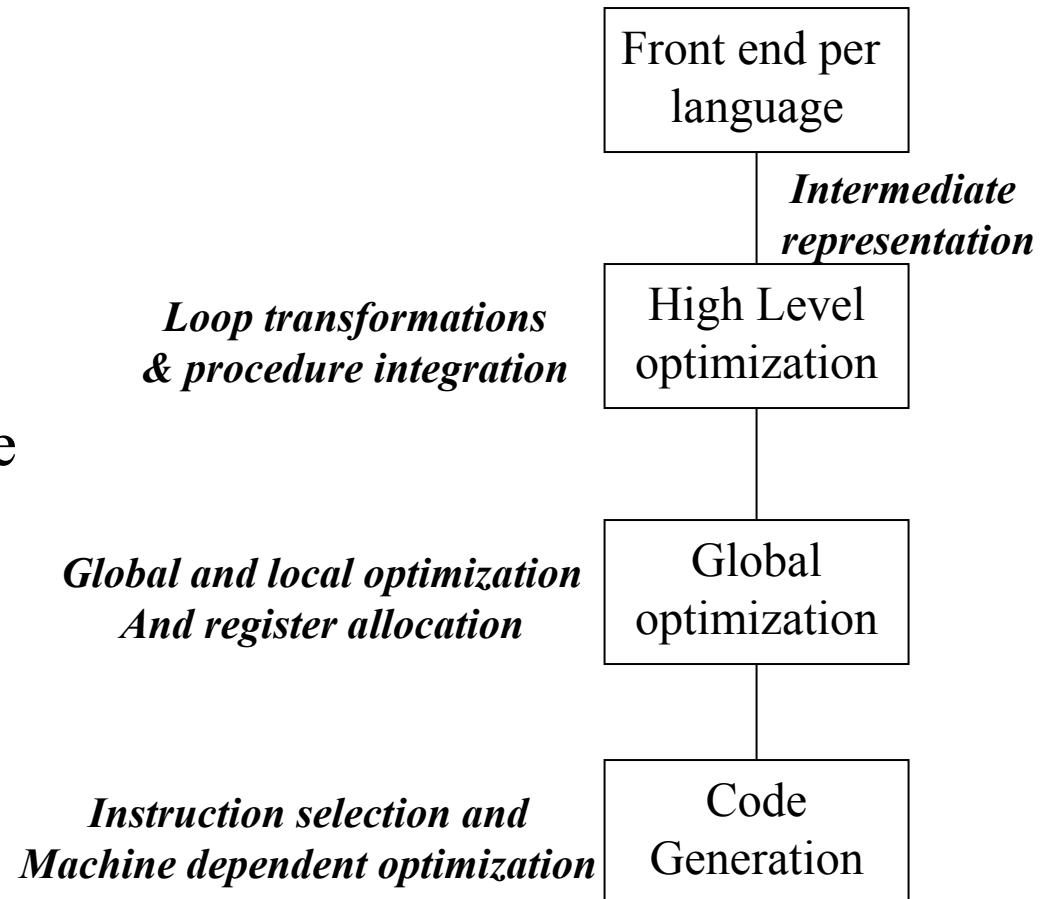 Front end per
language
Intermediate
representation
Loop transformations
& procedure integration
High Level
optimization
e
Global and local optimization
And register allocation
Global
optimization
Instruction selection and
Machine dependent optimization
Code
Generation